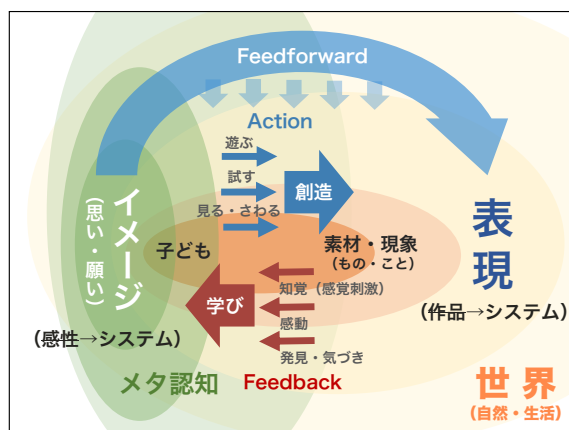 Feedforward
Action
遊ぶ
試す
見る・さわる
創造
イメージ
(思い・願い)
子ども
素材・現象
(もの・こと)
表現
学び
知覚（感覚刺激）
感動
発見・気づき
(感性→システム)
(作品→システム)
メタ認知
Feedback
世界
(自然・生活)